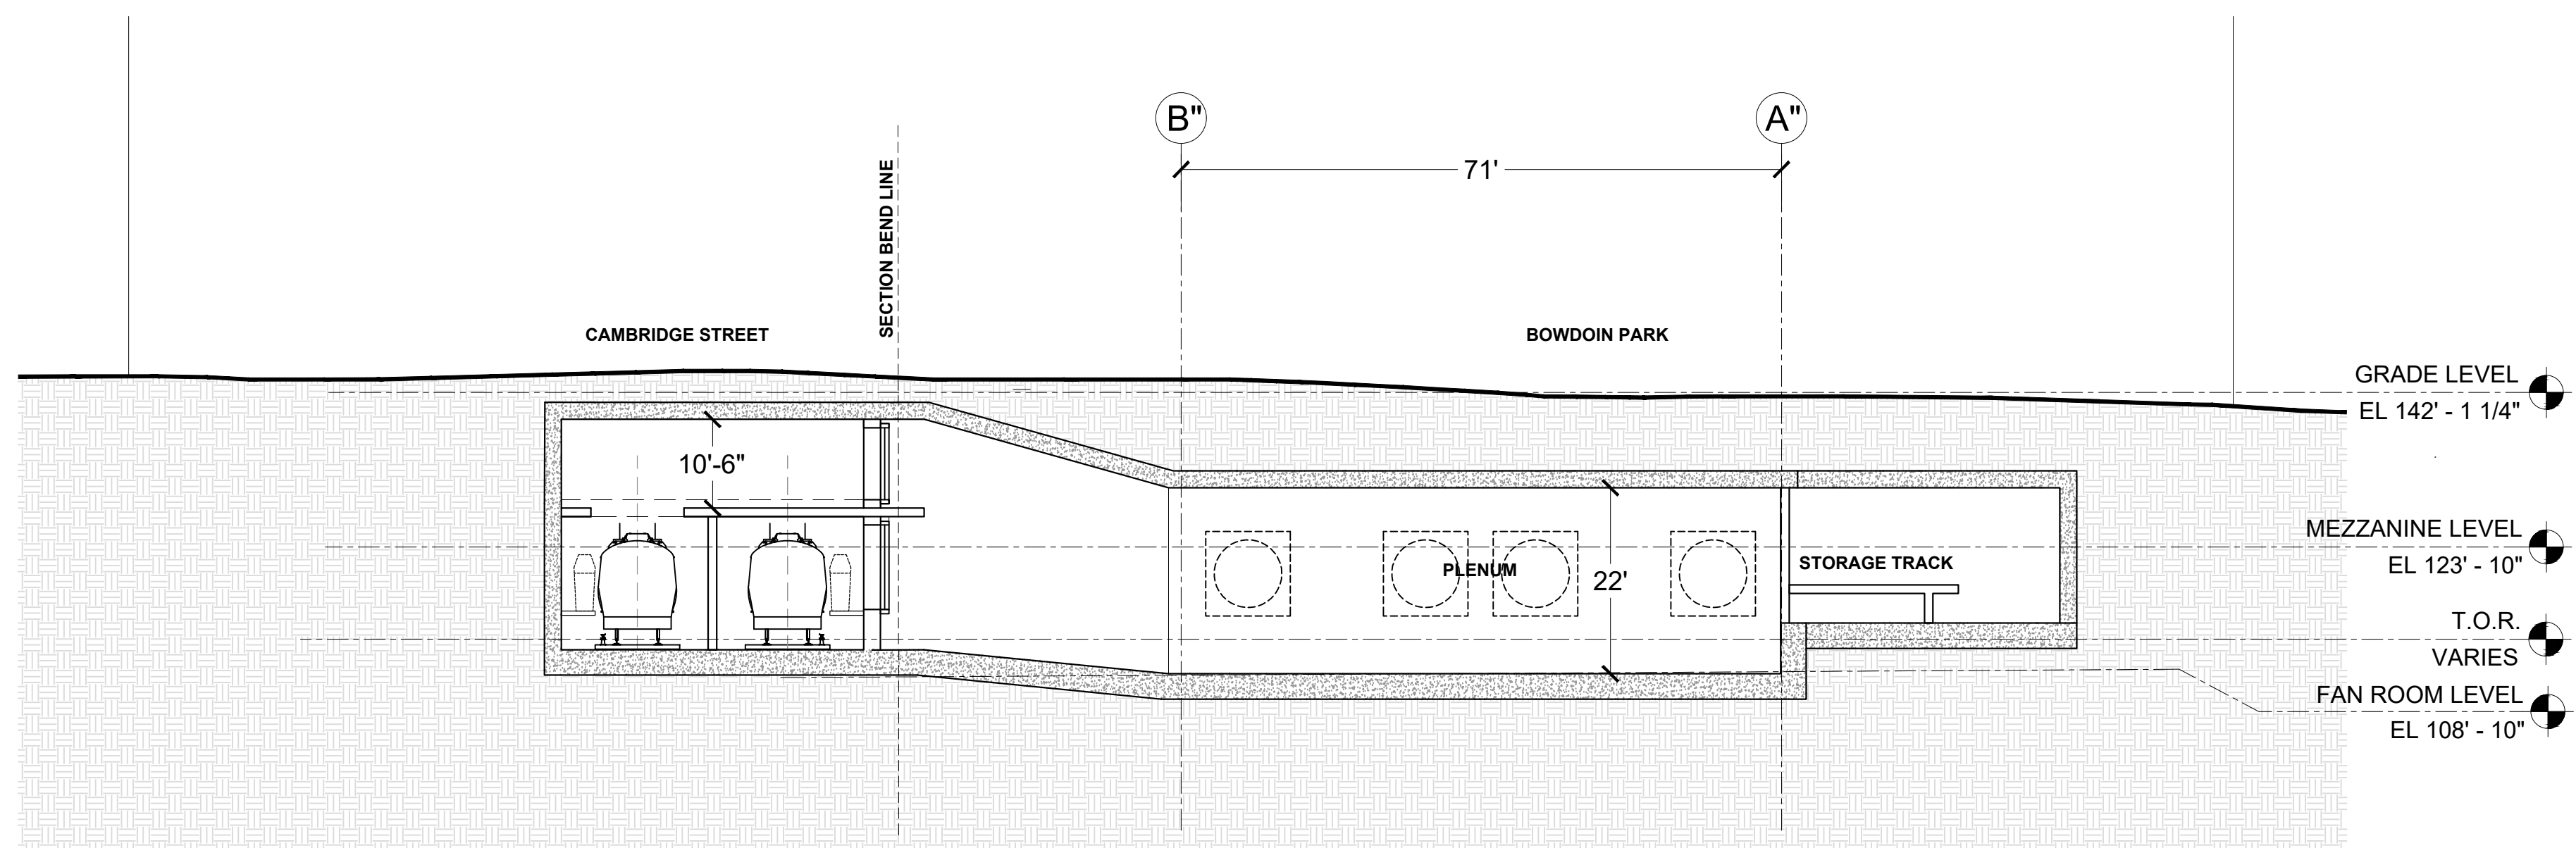 B"
A"
71'
SECTION BEND LINE
CAMBRIDGE STREET
BOWDOIN PARK
GRADE LEVEL
EL 142' - 1 1/4"
10'-6"
MEZZANINE LEVEL
EL 123' - 10"
STORAGE TRACK
PLENUM
22'
T.O.R.
VARIES
FAN ROOM LEVEL
EL 108' - 10"